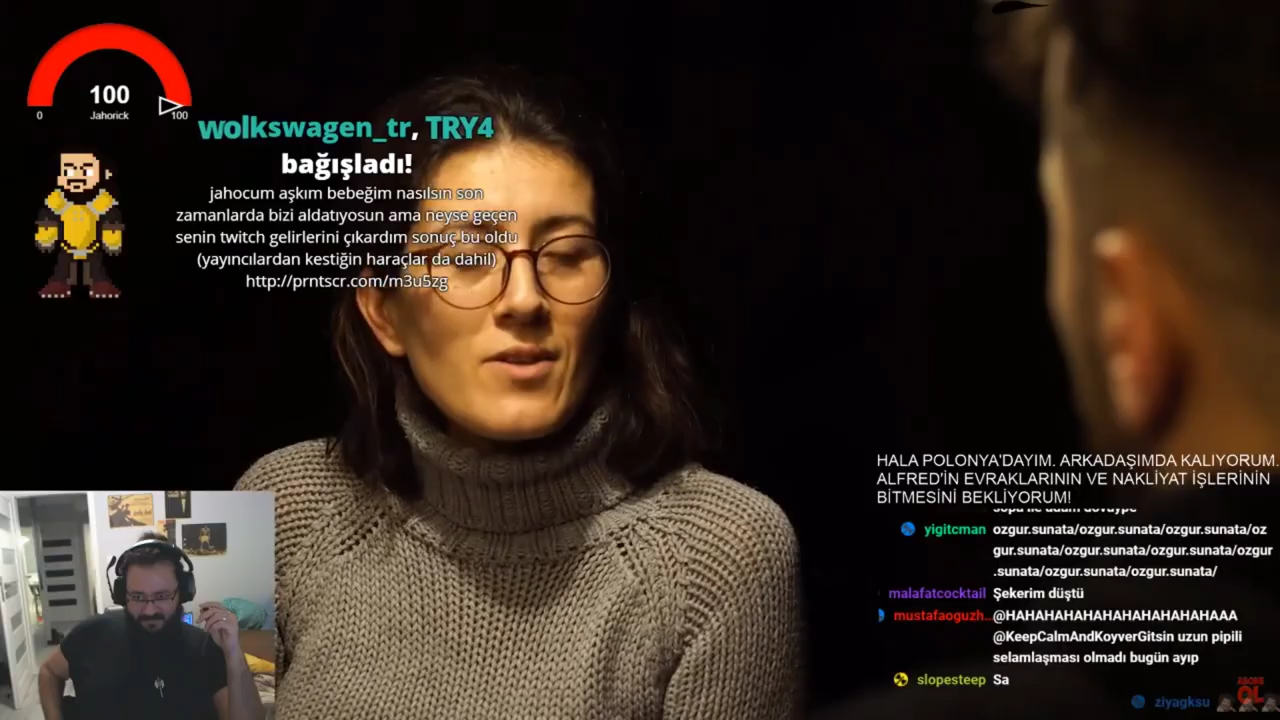 100
0
Jahorick
100
wolkswagen_tr, TRY4
bağışladı!
jahocum aşkım bebeğim nasılsın son
zamanlarda bizi aldatıyosun ama neyse geçen
senin twitch gelirlerini çıkardım sonuç bu oldu
(yayıncılardan kestiğin haraçlar da dahil)
http://prntscr.com/m3u5zg
HALA POLONYA'DAYIM. ARKADAŞIMDA KALIYORUM.
ALFRED'İN EVRAKLARININ VE NAKLİYAT İŞLERİNİN
BİTMESİNİ BEKLİYORUM!
yigitcman ozgur.sunata/ozgur.sunata/ozgur.sunata/oz
gur.sunata/ozgur.sunata/ozgur.sunata/ozgur
.sunata/ozgur.sunata/ozgur.sunata/
malafatcocktail Şekerim düştü
mustafaoguzh… @HAHAHAHAHAHAHAHAHAHAAA
@KeepCalmAndKoyverGitsin uzun pipili
selamlaşması olmadı bugün ayıp
slopesteep Sa
ziyagksu
ABONE
OL